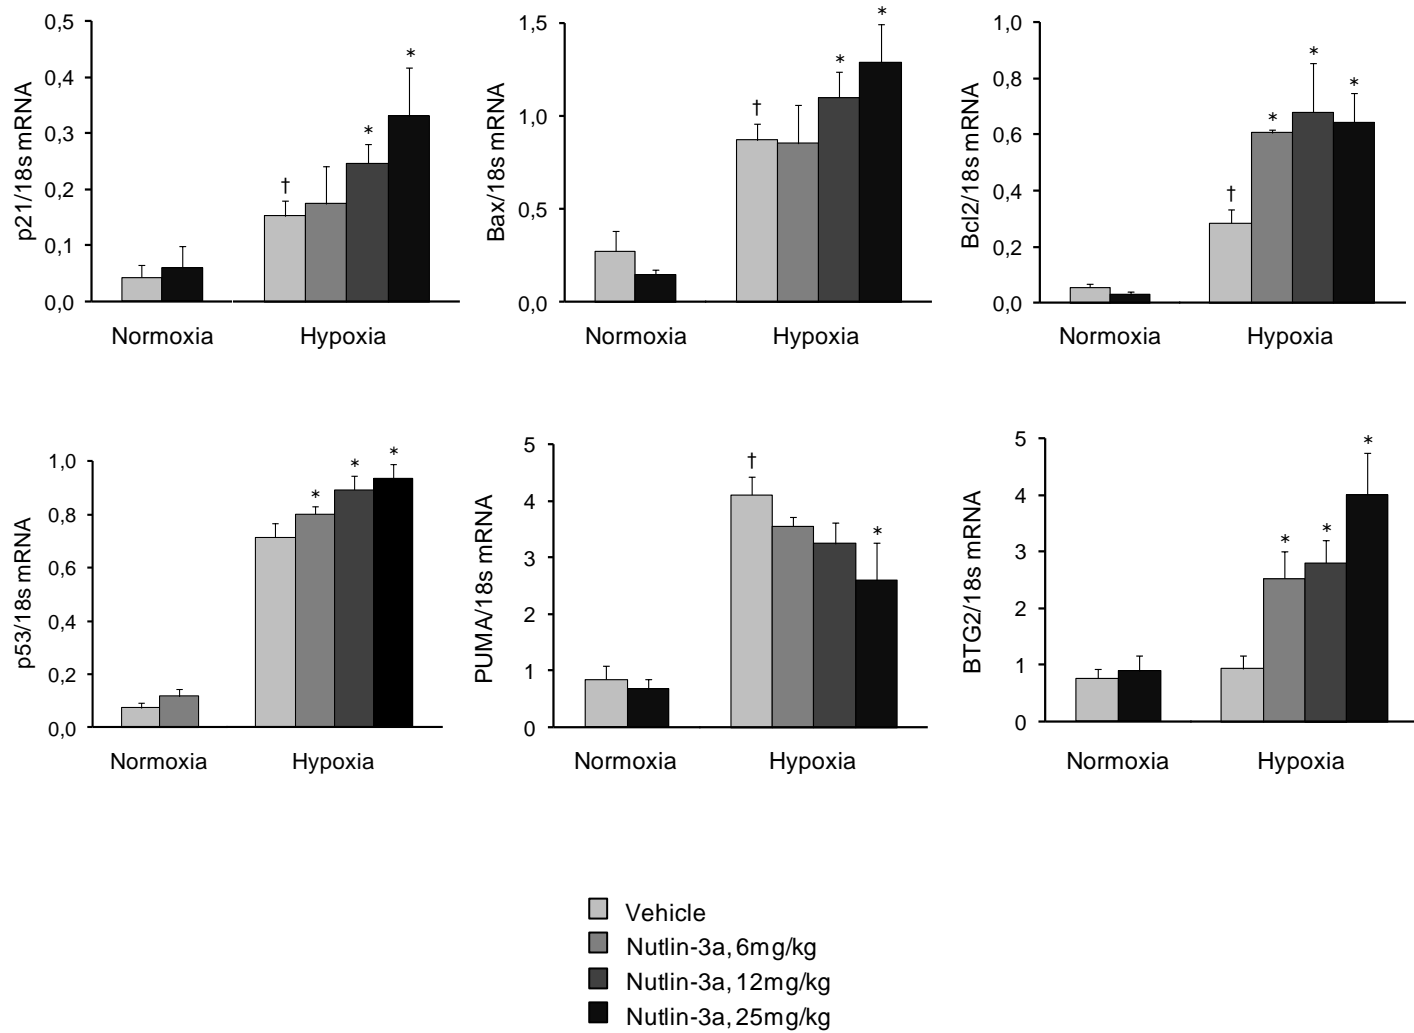 p21/18s mRNA
0,5
0,4
0,3
0,2
0,1
0,0
†
*
*
Normoxia
Hypoxia
Bax/18s mRNA
1,5
1,0
0,5
0,0
†
*
*
Normoxia
Hypoxia
Bcl2/18s mRNA
1,0
0,8
0,6
0,4
0,2
0,0
†
*
*
*
Normoxia
Hypoxia
p53/18s mRNA
1,0
0,8
0,6
0,4
0,2
0,0
*
*
*
Normoxia
Hypoxia
PUMA/18s mRNA
5
4
3
2
1
0
†
*
Normoxia
Hypoxia
BTG2/18s mRNA
5
4
3
2
1
0
*
*
*
Normoxia
Hypoxia
Vehicle
Nutlin-3a, 6mg/kg
Nutlin-3a, 12mg/kg
Nutlin-3a, 25mg/kg